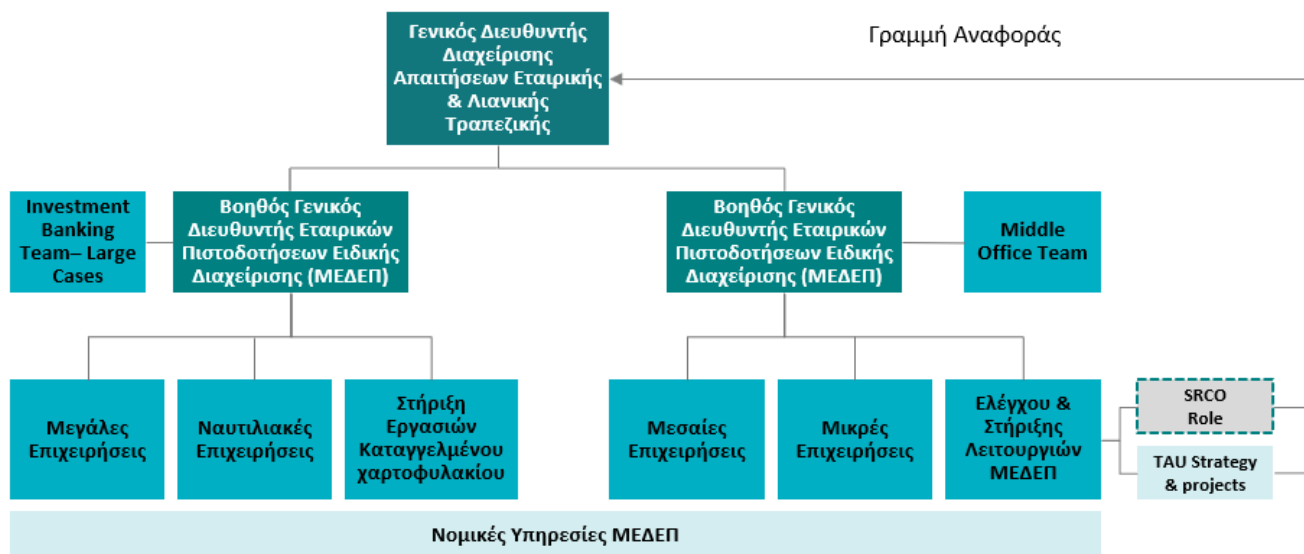 Γενικός Διευθυντής
Διαχείρισης
Απαιτήσεων Εταιρικής
& Λιανικής
Τραπεζικής
Γραμμή Αναφοράς
Investment
Banking
Team– Large
Cases
Βοηθός Γενικός
Διευθυντής Εταιρικών
Πιστοδοτήσεων Ειδικής
Διαχείρισης (ΜΕΔΕΠ)
Βοηθός Γενικός
Διευθυντής Εταιρικών
Πιστοδοτήσεων Ειδικής
Διαχείρισης (ΜΕΔΕΠ)
Middle
Office Team
Μεγάλες
Επιχειρήσεις
Ναυτιλιακές
Επιχειρήσεις
Στήριξη
Εργασιών
Καταγγελμένου
χαρτοφυλακίου
Μεσαίες
Επιχειρήσεις
Μικρές
Επιχειρήσεις
Ελέγχου &
Στήριξης
Λειτουργιών
ΜΕΔΕΠ
SRCO
Role
TAU Strategy
& projects
Νομικές Υπηρεσίες ΜΕΔΕΠ